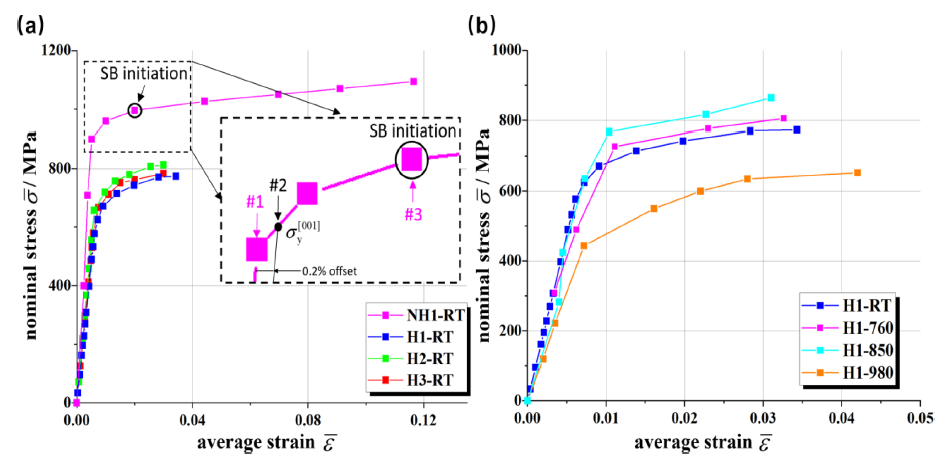 (a)
1200
800
400
0
0.00
0.04
0.08
0.12
nominal stress σ̅ / MPa
average strain ε̅
SB initiation
SB initiation
#1
#2
#3
σy[001]
0.2% offset
NH1-RT
H1-RT
H2-RT
H3-RT
(b)
1000
800
600
400
200
0
0.00
0.01
0.02
0.03
0.04
0.05
nominal stress σ̅ / MPa
average strain ε̅
H1-RT
H1-760
H1-850
H1-980